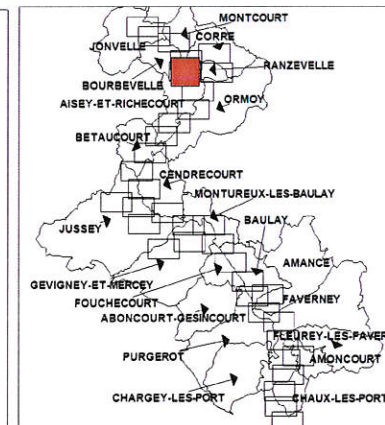 MONTCOURT
CORRE
JONVELLE
RANZEVELLE
BOURBEVELLE
AISEY-ET-RICHECOURT
ORMOY
BETAUCOURT
CENDRECOURT
MONTUREUX-LES-BAULAY
JUSSEY
BAULAY
AMANCE
GEVIGNEY-ET-MERCEY
FOUCHECOURT
FAVERNEY
ABONCOURT-GESINCOURT
FLEUREY-LES-FAVER
PURGEROT
AMONCOURT
CHARGEY-LES-PORT
CHAUX-LES-PORT